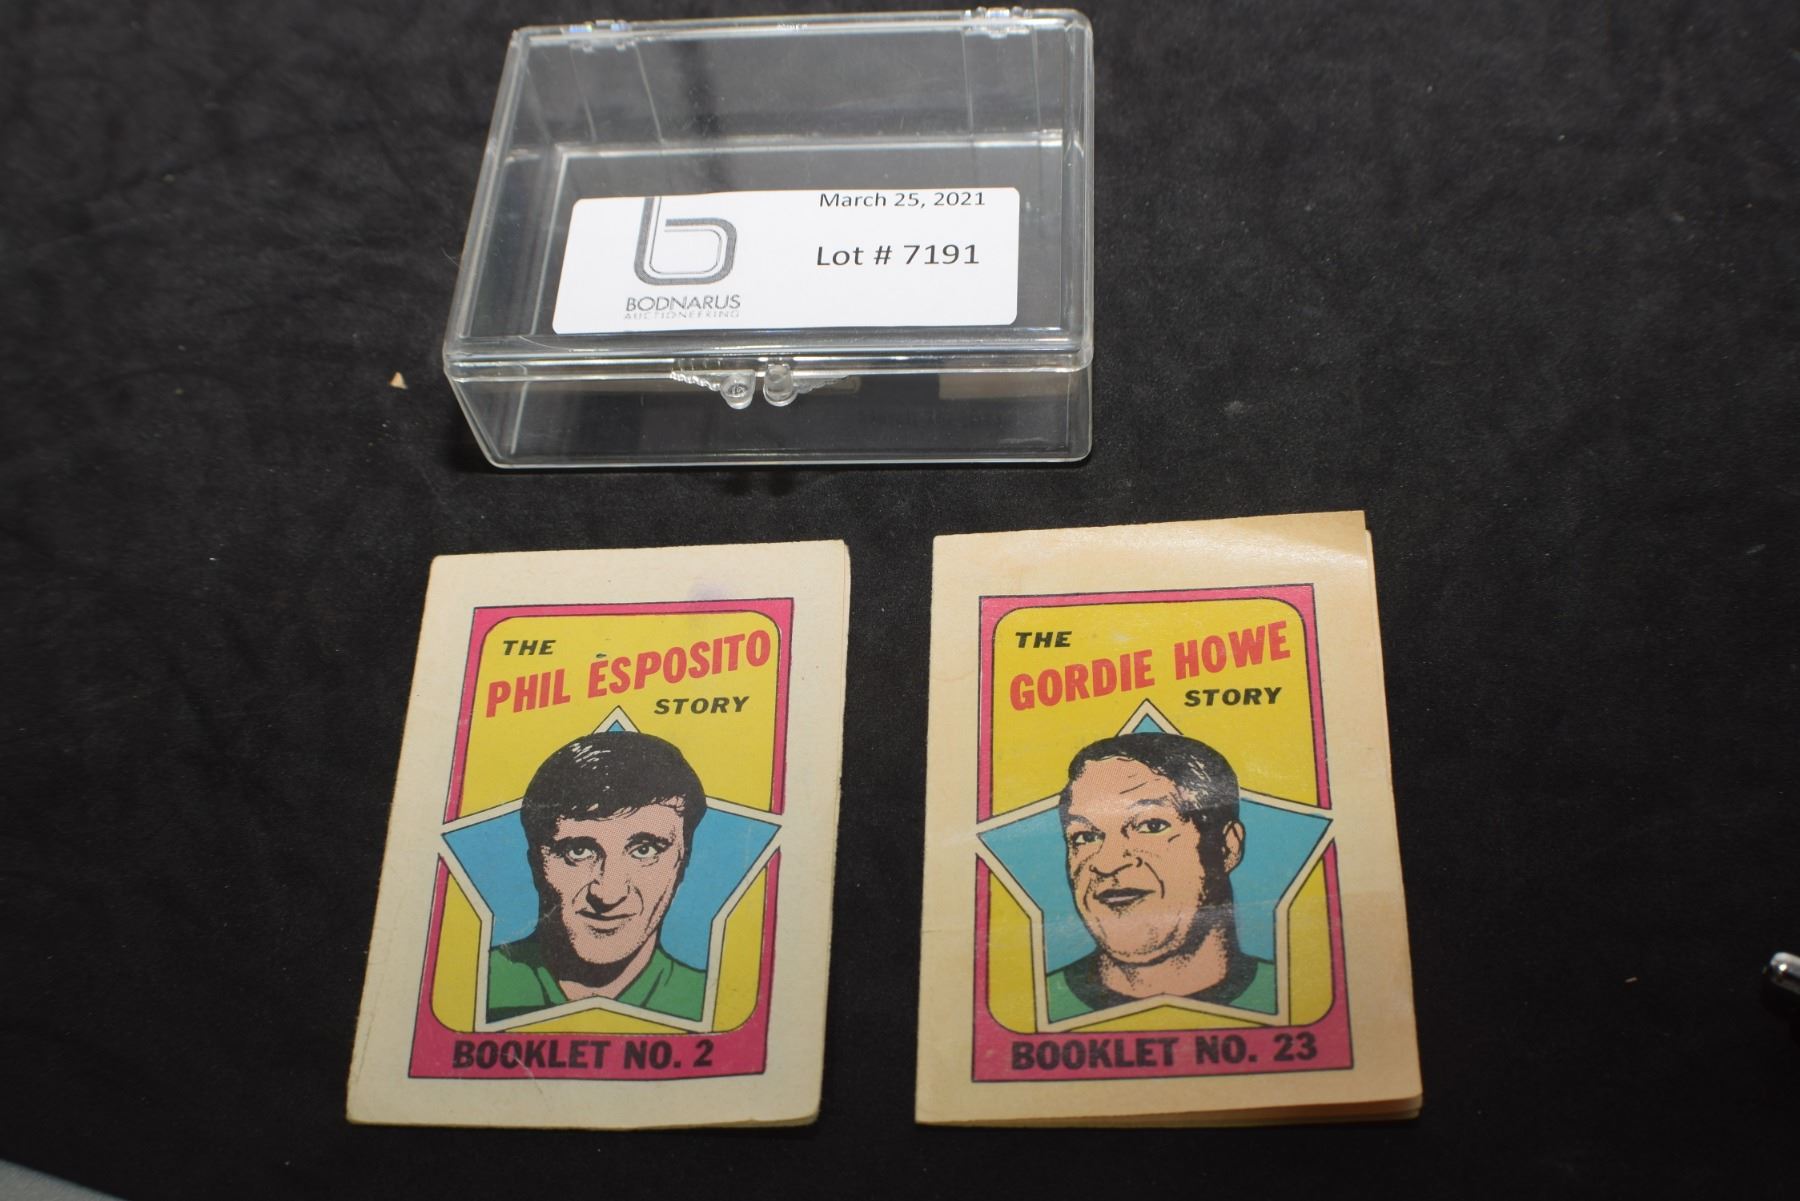 March 25, 2021
Lot # 7191
BODNARUS
AUCTIONEERING
THE
PHIL ESPOSITO
STORY
BOOKLET NO. 2
THE
GORDIE HOWE
STORY
BOOKLET NO. 23